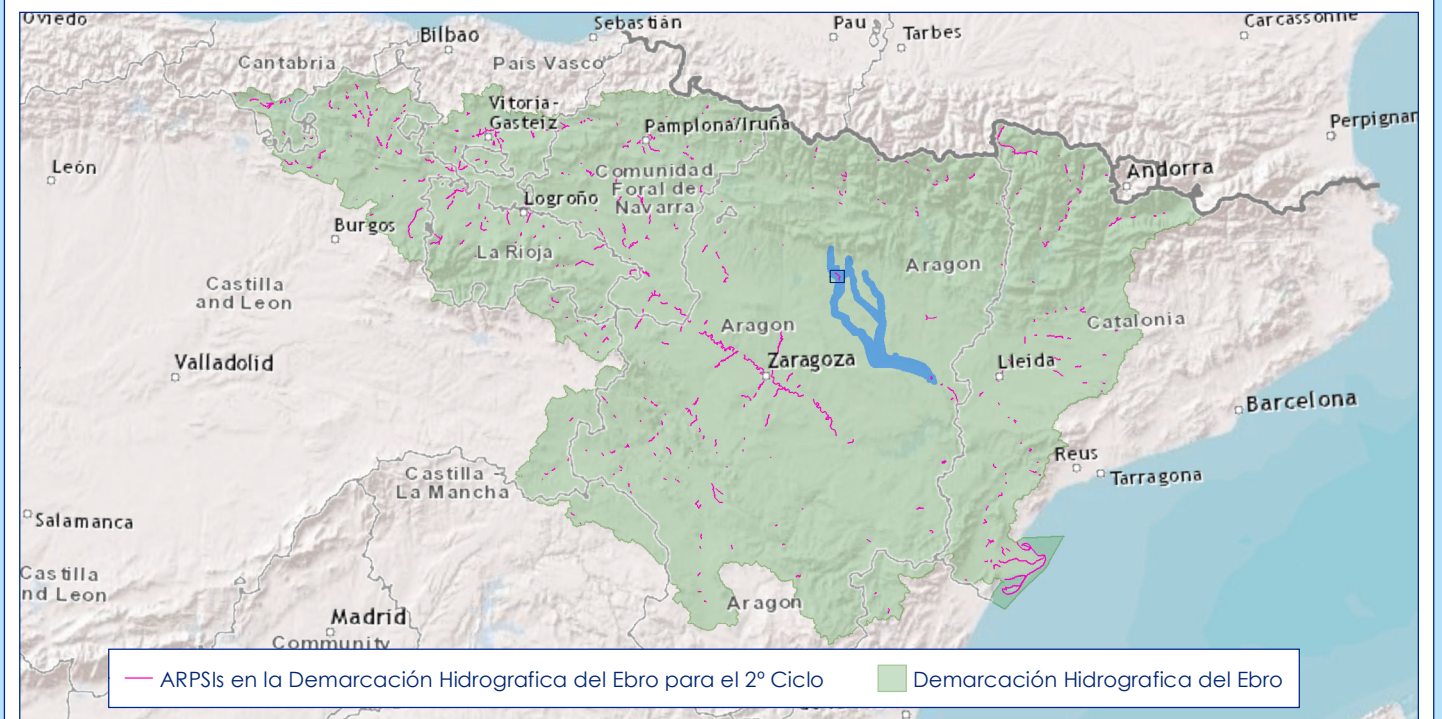 Oviedo
Sebastián
Pau
Tarbes
Carcassonne
Bilbao
Cantabria
País Vasco
Vitoria-
Gasteiz
Pamplona/Iruña
Perpignan
León
Comunidad
Foral de
Navarra
Andorra
Logroño
Burgos
La Rioja
Aragon
Castilla
and Leon
Aragon
Catalonia
Valladolid
Zaragoza
Lleida
Barcelona
Castilla
La Mancha
Reus
Tarragona
Salamanca
Castilla
nd Leon
Aragon
Madrid
Community
ARPSIs en la Demarcación Hidrografica del Ebro para el 2º Ciclo
Demarcación Hidrografica del Ebro